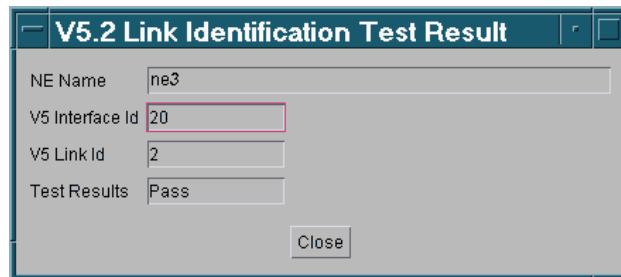 V5.2 Link Identification Test Result
NE Name ne3
V5 Interface Id 20
V5 Link Id 2
Test Results Pass
Close